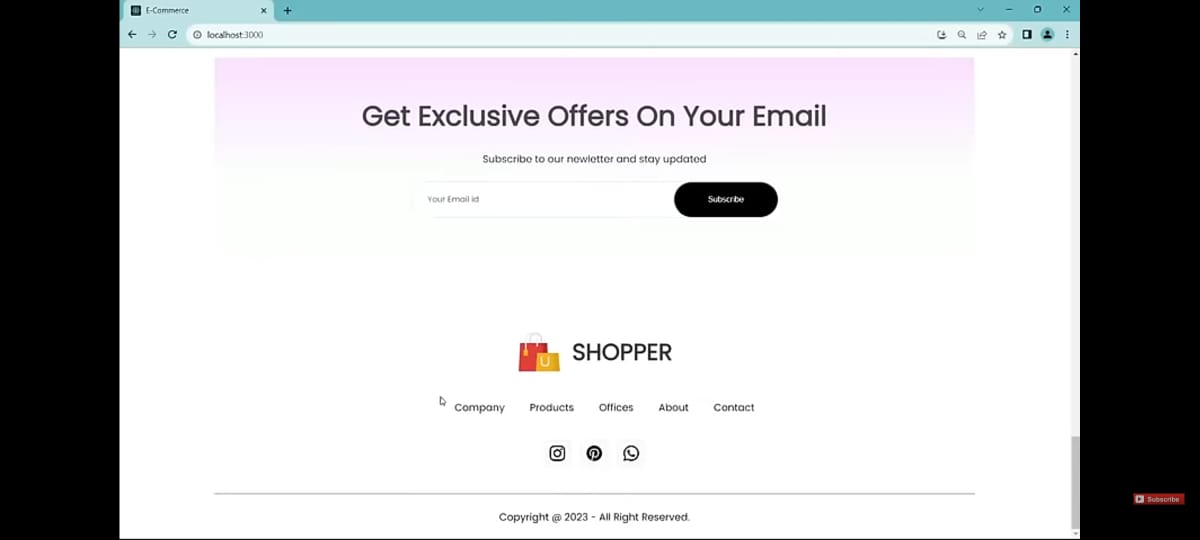 E-Commerce
localhost:3000
Get Exclusive Offers On Your Email
Subscribe to our newletter and stay updated
Your Email id
Subscribe
SHOPPER
Company Products Offices About Contact
Subscribe
Copyright @ 2023 - All Right Reserved.